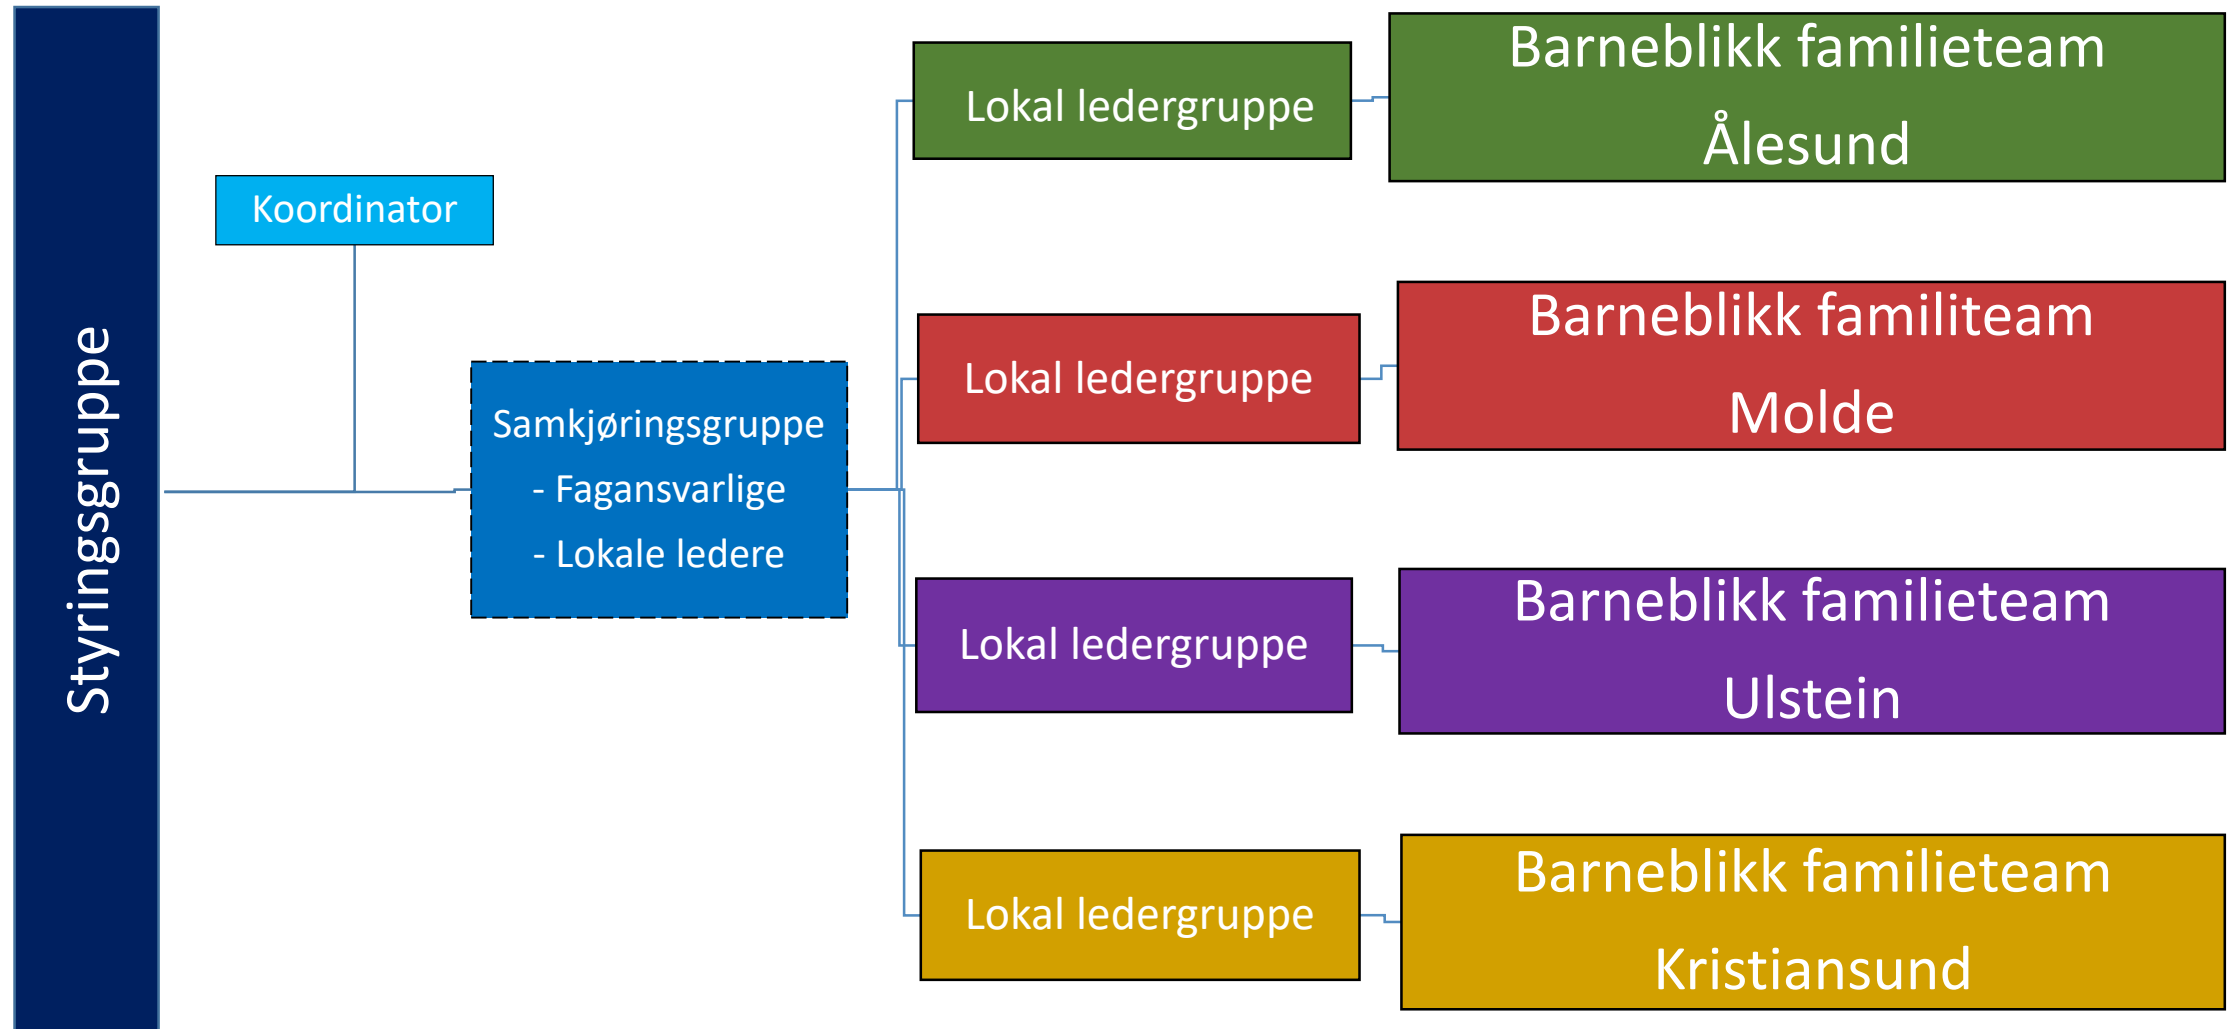 Styringsgruppe
Koordinator
Samkjøringsgruppe
- Fagansvarlige
- Lokale ledere
Lokal ledergruppe
Barneblikk familieteam
Ålesund
Lokal ledergruppe
Barneblikk familiteam
Molde
Lokal ledergruppe
Barneblikk familieteam
Ulstein
Lokal ledergruppe
Barneblikk familieteam
Kristiansund